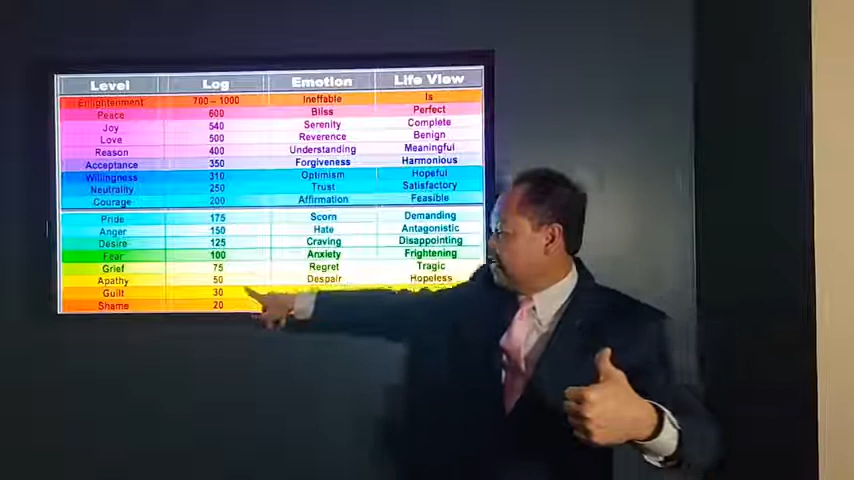 Level Log Emotion Life View
Enlightenment 700 – 1000 Ineffable Is
Peace 600 Bliss Perfect
Joy 540 Serenity Complete
Love 500 Reverence Benign
Reason 400 Understanding Meaningful
Acceptance 350 Forgiveness Harmonious
Willingness 310 Optimism Hopeful
Neutrality 250 Trust Satisfactory
Courage 200 Affirmation Feasible
Pride 175 Scorn Demanding
Anger 150 Hate Antagonistic
Desire 125 Craving Disappointing
Fear 100 Anxiety Frightening
Grief 75 Regret Tragic
Apathy 50 Despair Hopeless
Guilt 30
Shame 20